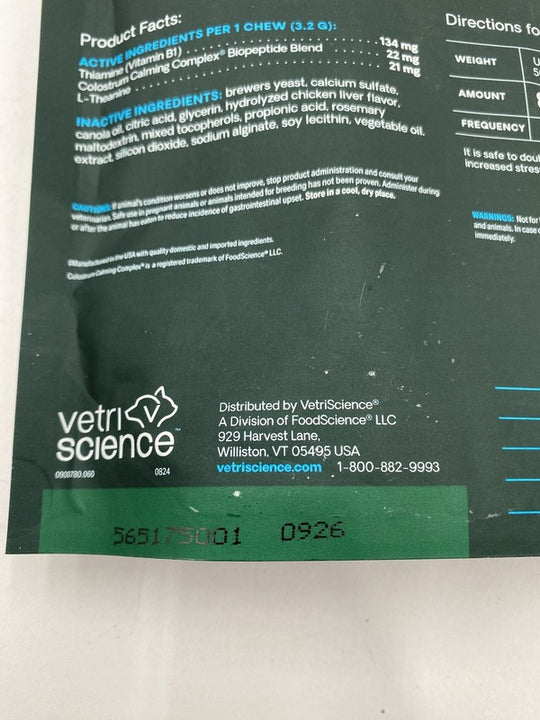 Product Facts:
ACTIVE INGREDIENTS PER 1 CHEW (3.2 G):
Thiamine (Vitamin B1) 134 mg
Colostrum Calming Complex® Biopeptide Blend 22 mg
L-Theanine 21 mg
INACTIVE INGREDIENTS: brewers yeast, calcium sulfate,
canola oil, citric acid, glycerin, hydrolyzed chicken liver flavor,
maltodextrin, mixed tocopherols, propionic acid, rosemary
extract, silicon dioxide, sodium alginate, soy lecithin, vegetable oil.
CAUTIONS: If animal's condition worsens or does not improve, stop product administration and consult your
veterinarian. Safe use in pregnant animals or animals intended for breeding has not been proven. Administer during
or after the animal has eaten to reduce incidence of gastrointestinal upset. Store in a cool, dry place.
‡Manufactured in the USA with quality domestic and imported ingredients.
Colostrum Calming Complex® is a registered trademark of FoodScience® LLC.
Directions fo
WEIGHT
AMOUNT
FREQUENCY
It is safe to doul
increased stres
WARNINGS: Not for
and animals. In case
immediately.
vetri
science™
0900780.060 0824
Distributed by VetriScience®
A Division of FoodScience® LLC
929 Harvest Lane,
Williston, VT 05495 USA
vetriscience.com 1-800-882-9993
565175001 0926